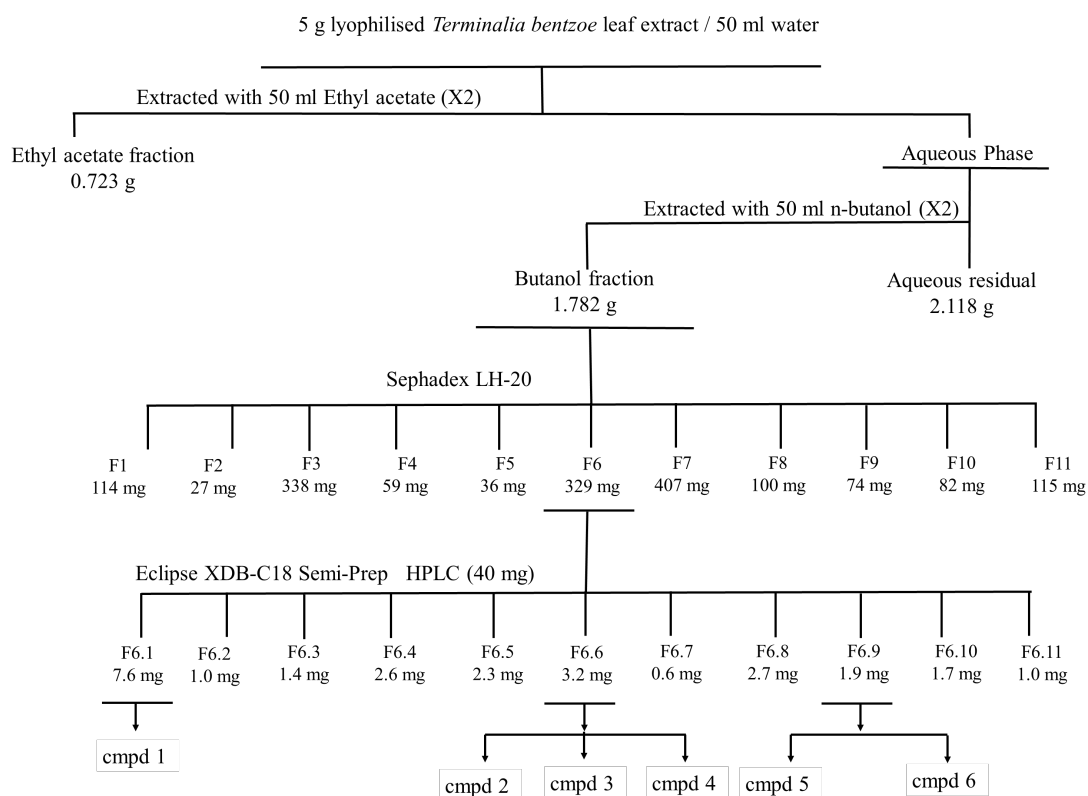 5 g lyophilised Terminalia bentzoe leaf extract / 50 ml water
Extracted with 50 ml Ethyl acetate (X2)
Ethyl acetate fraction
0.723 g
Aqueous Phase
Extracted with 50 ml n-butanol (X2)
Butanol fraction
1.782 g
Aqueous residual
2.118 g
Sephadex LH-20
F1 F2 F3 F4 F5 F6 F7 F8 F9 F10 F11
114 mg 27 mg 338 mg 59 mg 36 mg 329 mg 407 mg 100 mg 74 mg 82 mg 115 mg
Eclipse XDB-C18 Semi-Prep HPLC (40 mg)
F6.1 F6.2 F6.3 F6.4 F6.5 F6.6 F6.7 F6.8 F6.9 F6.10 F6.11
7.6 mg 1.0 mg 1.4 mg 2.6 mg 2.3 mg 3.2 mg 0.6 mg 2.7 mg 1.9 mg 1.7 mg 1.0 mg
cmpd 1
cmpd 2 cmpd 3 cmpd 4 cmpd 5 cmpd 6